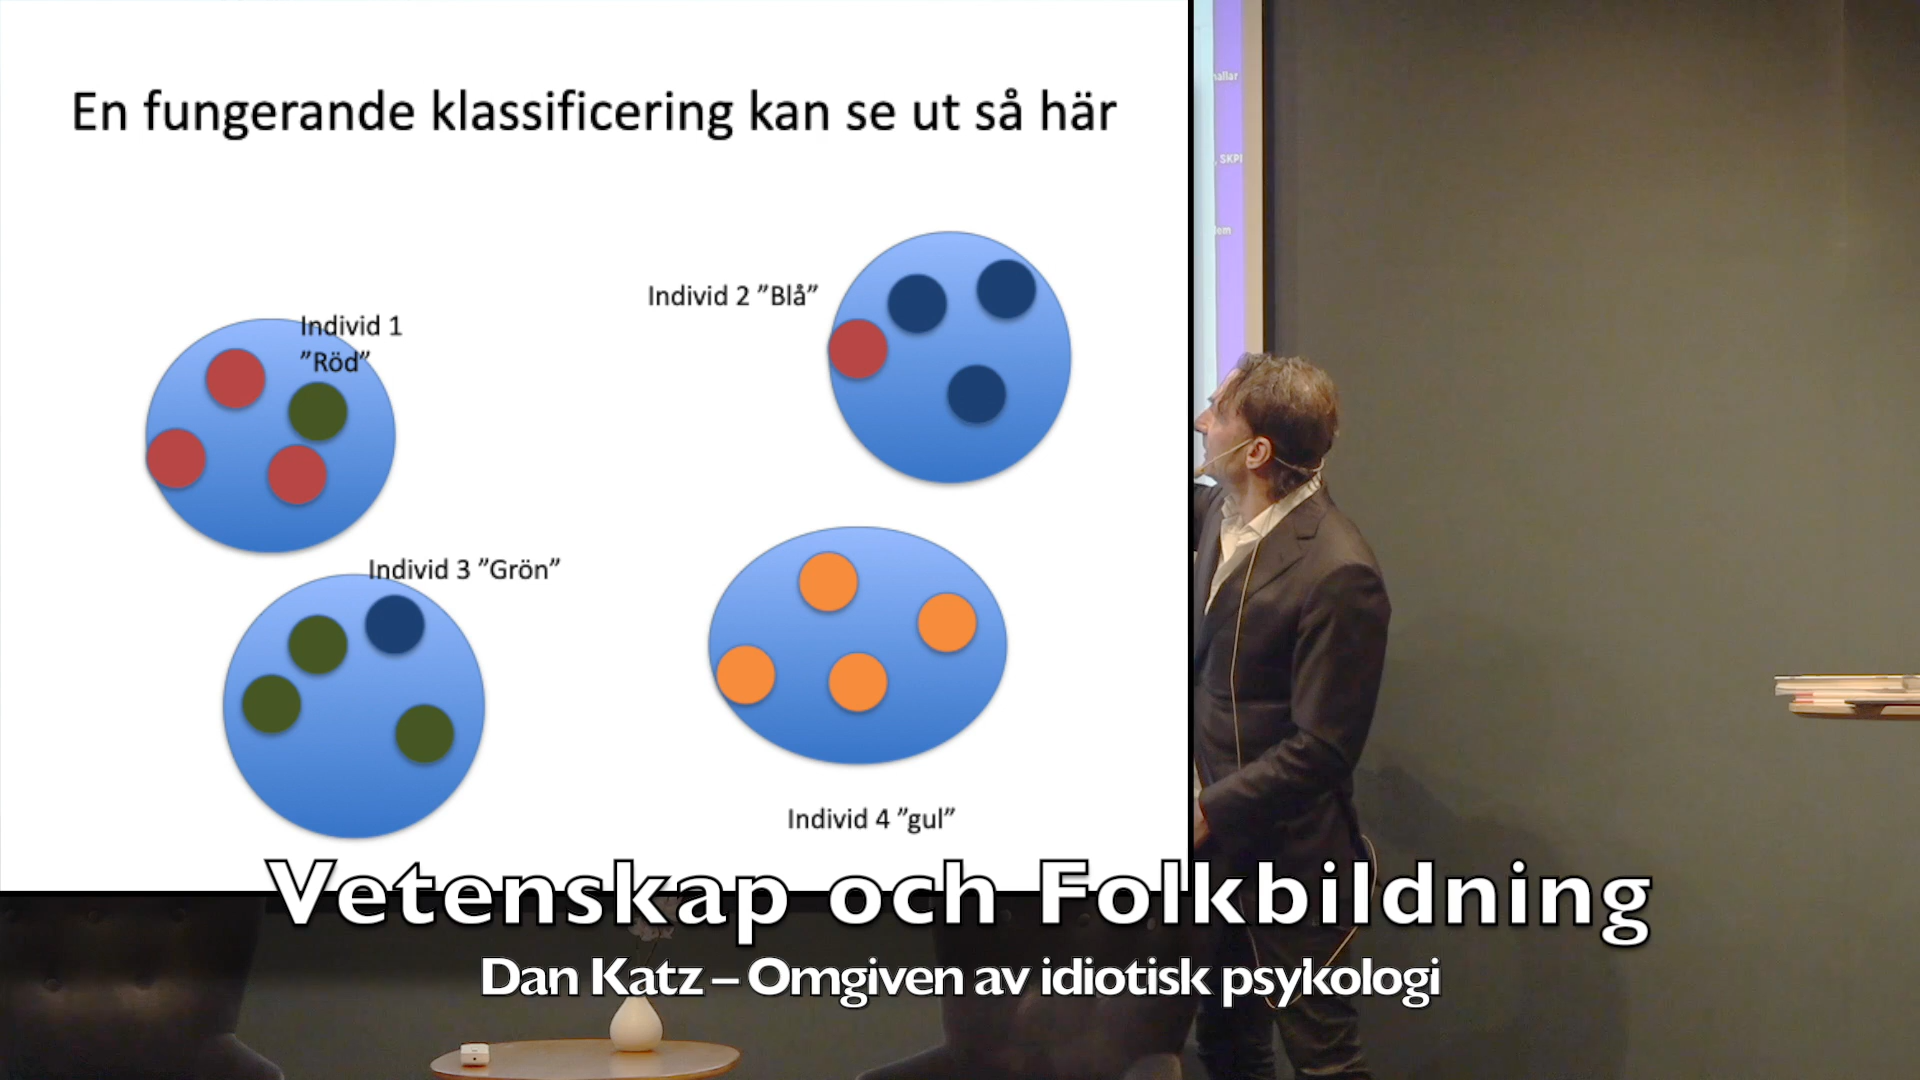 En fungerande klassificering kan se ut så här
Individ 1
”Röd”
Individ 2 ”Blå”
Individ 3 ”Grön”
Individ 4 ”gul”
, SKPI
Vetenskap och Folkbildning
Dan Katz – Omgiven av idiotisk psykologi